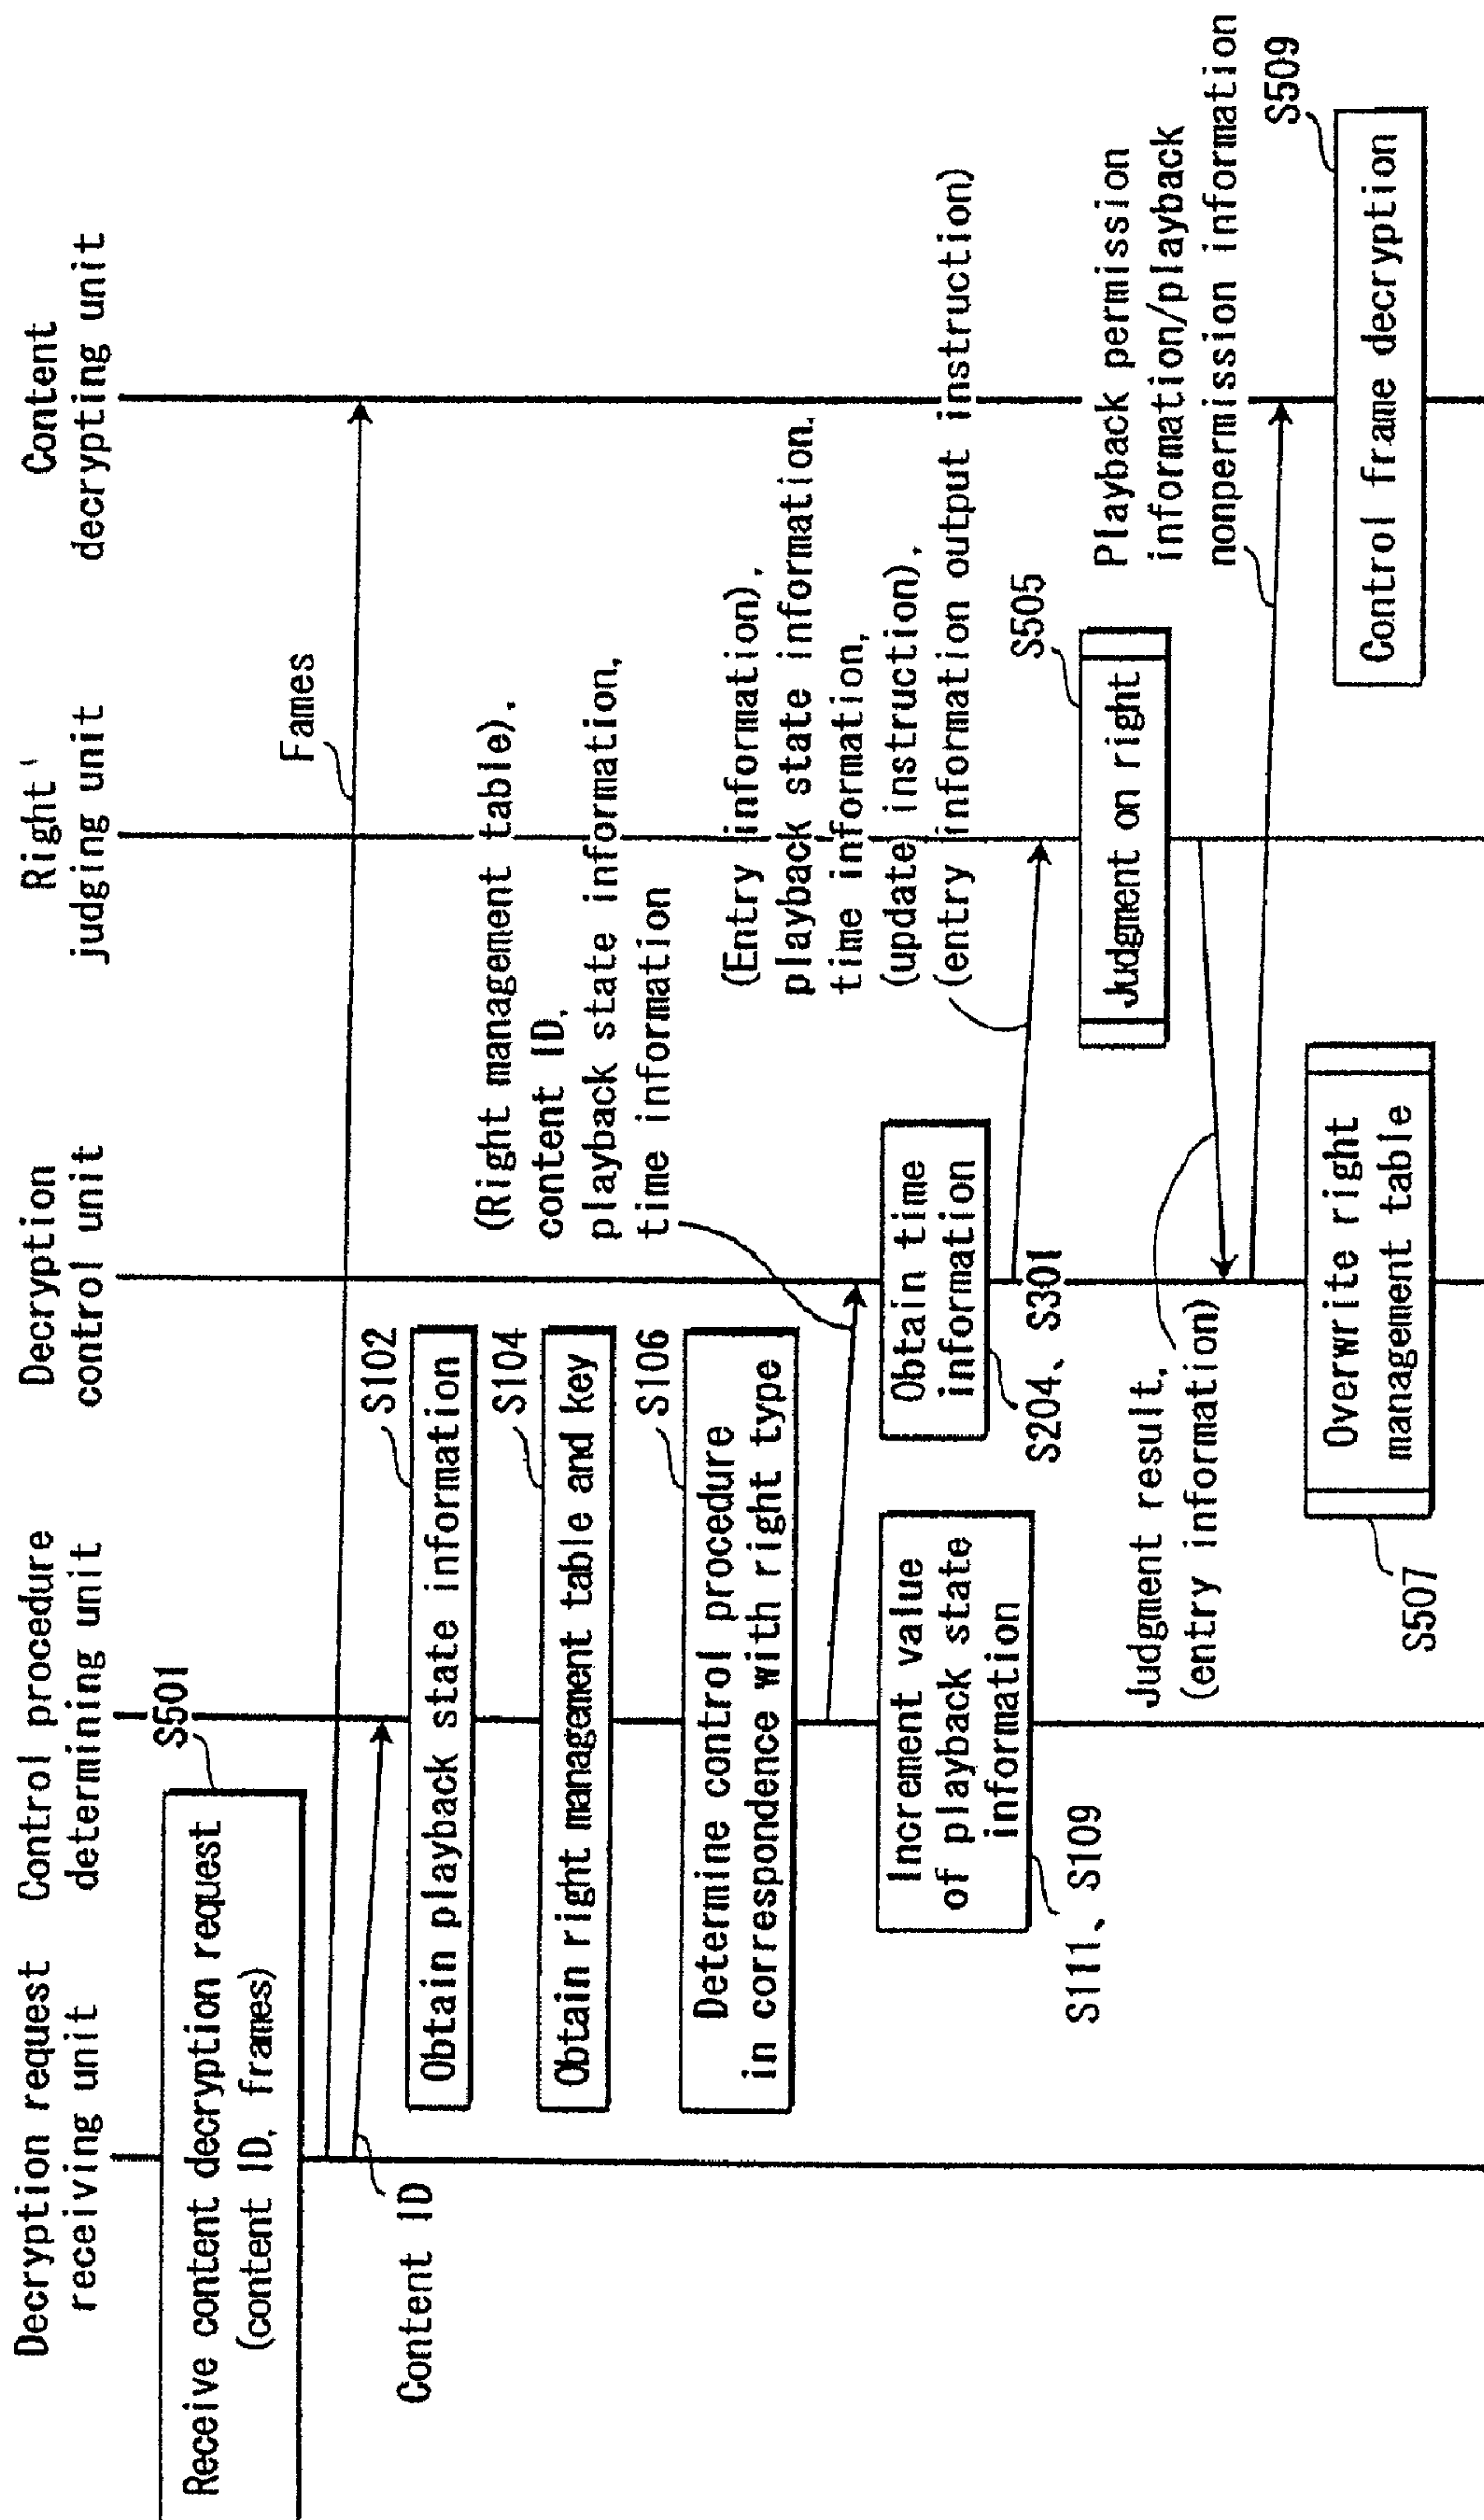 Decryption request
receiving unit
Control procedure
determining unit
Decryption
control unit
Right
judging unit
Content
decrypting unit
S501
Receive content decryption request
(content ID, frames)
Fames
Content ID
S102
Obtain playback state information
S104
Obtain right management table and key
S106
Determine control procedure
in correspondence with right type
(Right management table),
content ID,
playback state information,
time information
Increment value
of playback state
information
S111、S109
Obtain time
information
S204、S301
(Entry information),
playback state information,
time information,
(update instruction),
(entry information output instruction)
S505
Judgment on right
Judgment result,
(entry information)
Playback permission
information/playback
nonpermission information
S507
Overwrite right
management table
S509
Control frame decryption